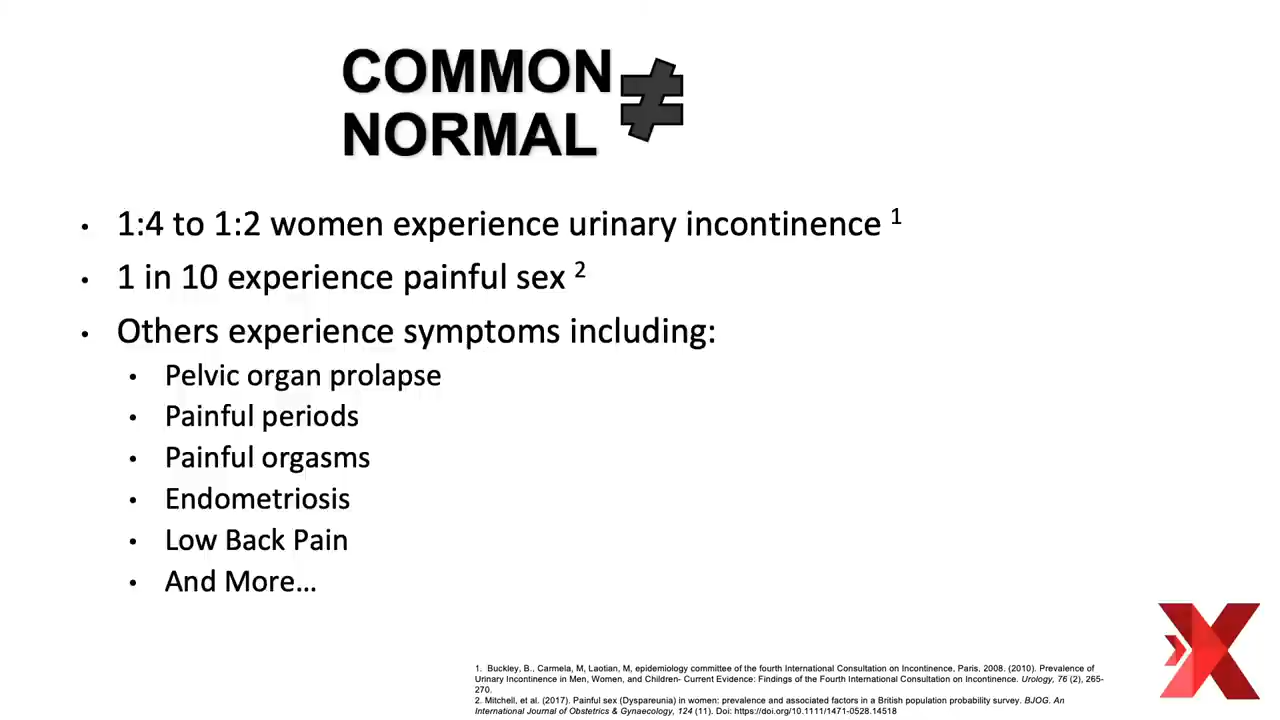 COMMON ≠
NORMAL
• 1:4 to 1:2 women experience urinary incontinence ¹
• 1 in 10 experience painful sex ²
• Others experience symptoms including:
• Pelvic organ prolapse
• Painful periods
• Painful orgasms
• Endometriosis
• Low Back Pain
• And More…
1. Buckley, B., Carmela, M, Laotian, M, epidemiology committee of the fourth International Consultation on Incontinence, Paris. 2008. (2010). Prevalence of
Urinary Incontinence in Men, Women, and Children- Current Evidence: Findings of the Fourth International Consultation on Incontinence. Urology, 76 (2), 265-
270.
2. Mitchell, et al. (2017). Painful sex (Dyspareunia) in women: prevalence and associated factors in a British population probability survey. BJOG. An
International Journal of Obstetrics & Gynaecology, 124 (11). Doi: https://doi.org/10.1111/1471-0528.14518